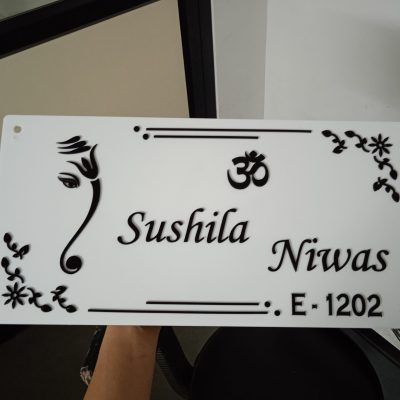 ॐ
Sushila
Niwas
E - 1202